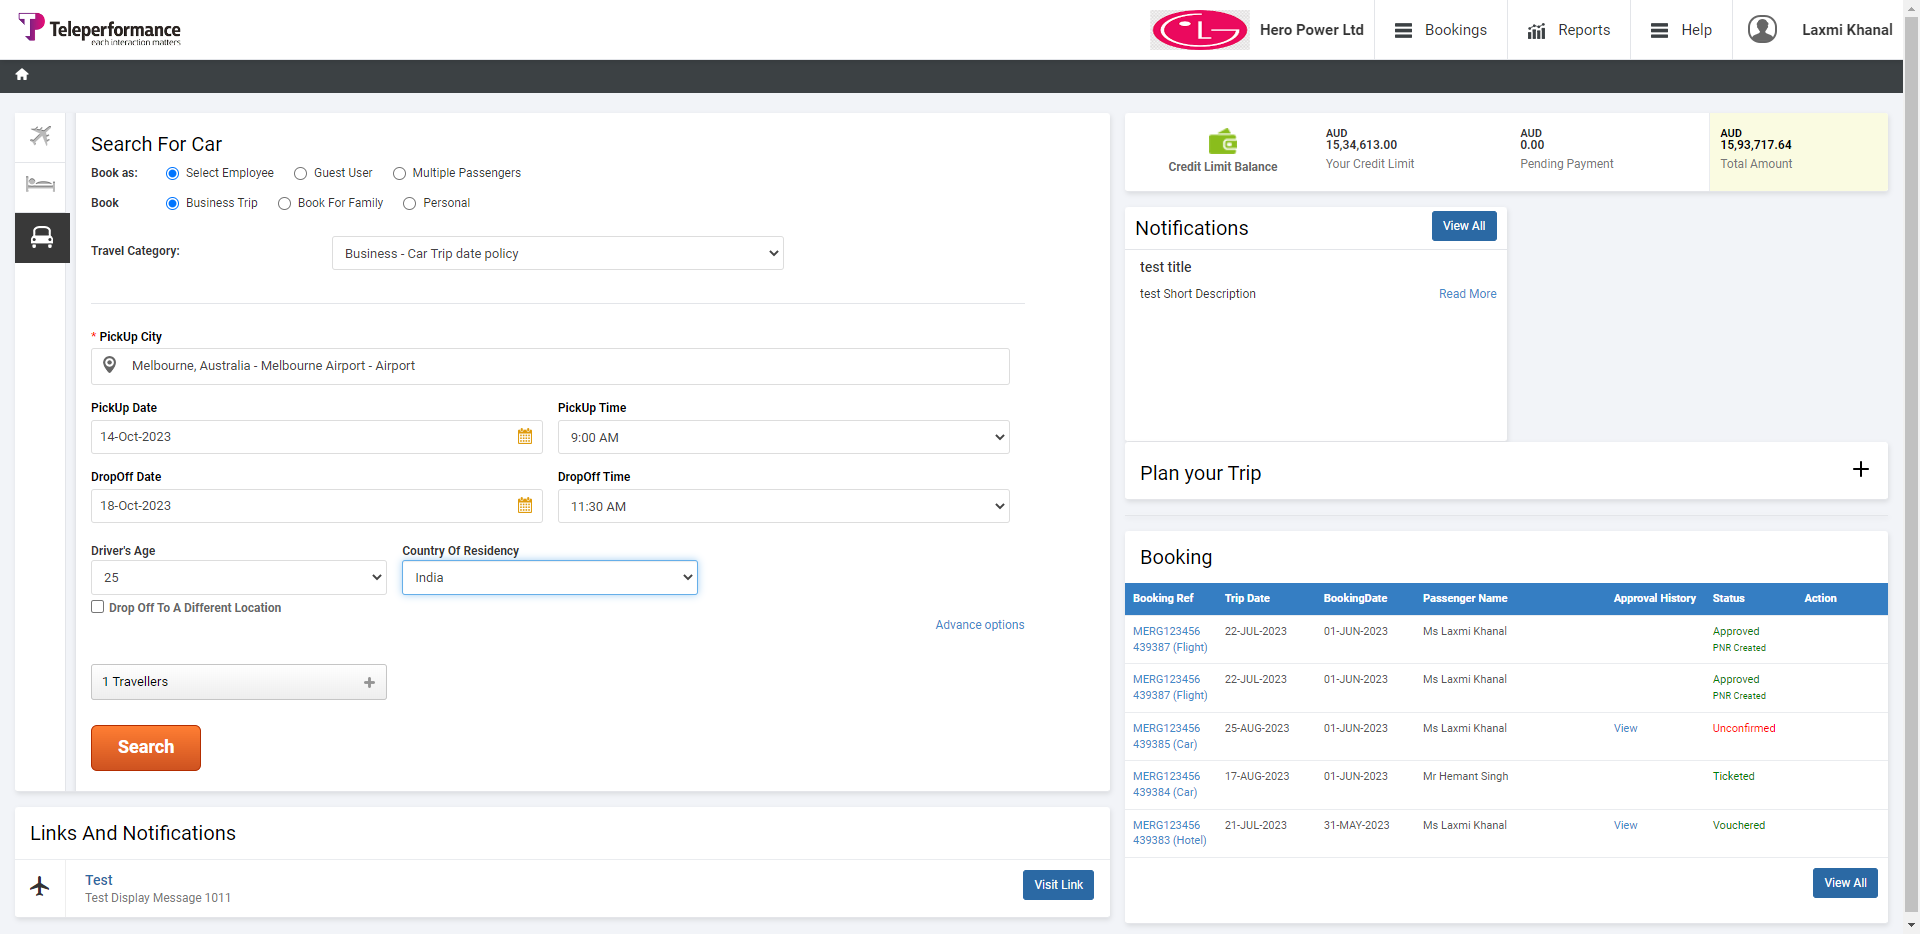 Teleperformance
each interaction matters
LG
Hero Power Ltd
Bookings
Reports
Help
Laxmi Khanal
Search For Car
Book as:
Select Employee
Guest User
Multiple Passengers
Book
Business Trip
Book For Family
Personal
Travel Category:
Business - Car Trip date policy
* PickUp City
Melbourne, Australia - Melbourne Airport - Airport
PickUp Date
PickUp Time
14-Oct-2023
9:00 AM
DropOff Date
DropOff Time
18-Oct-2023
11:30 AM
Driver's Age
Country Of Residency
25
India
Drop Off To A Different Location
Advance options
1 Travellers
Search
Links And Notifications
Test
Test Display Message 1011
Visit Link
Credit Limit Balance
AUD
15,34,613.00
Your Credit Limit
AUD
0.00
Pending Payment
AUD
15,93,717.64
Total Amount
Notifications
View All
test title
test Short Description
Read More
Plan your Trip
Booking
Booking Ref Trip Date BookingDate Passenger Name Approval History Status Action
MERG123456 22-JUL-2023 01-JUN-2023 Ms Laxmi Khanal Approved
439387 (Flight) PNR Created
MERG123456 22-JUL-2023 01-JUN-2023 Ms Laxmi Khanal Approved
439387 (Flight) PNR Created
MERG123456 25-AUG-2023 01-JUN-2023 Ms Laxmi Khanal View Unconfirmed
439385 (Car)
MERG123456 17-AUG-2023 01-JUN-2023 Mr Hemant Singh Ticketed
439384 (Car)
MERG123456 21-JUL-2023 31-MAY-2023 Ms Laxmi Khanal View Vouchered
439383 (Hotel)
View All